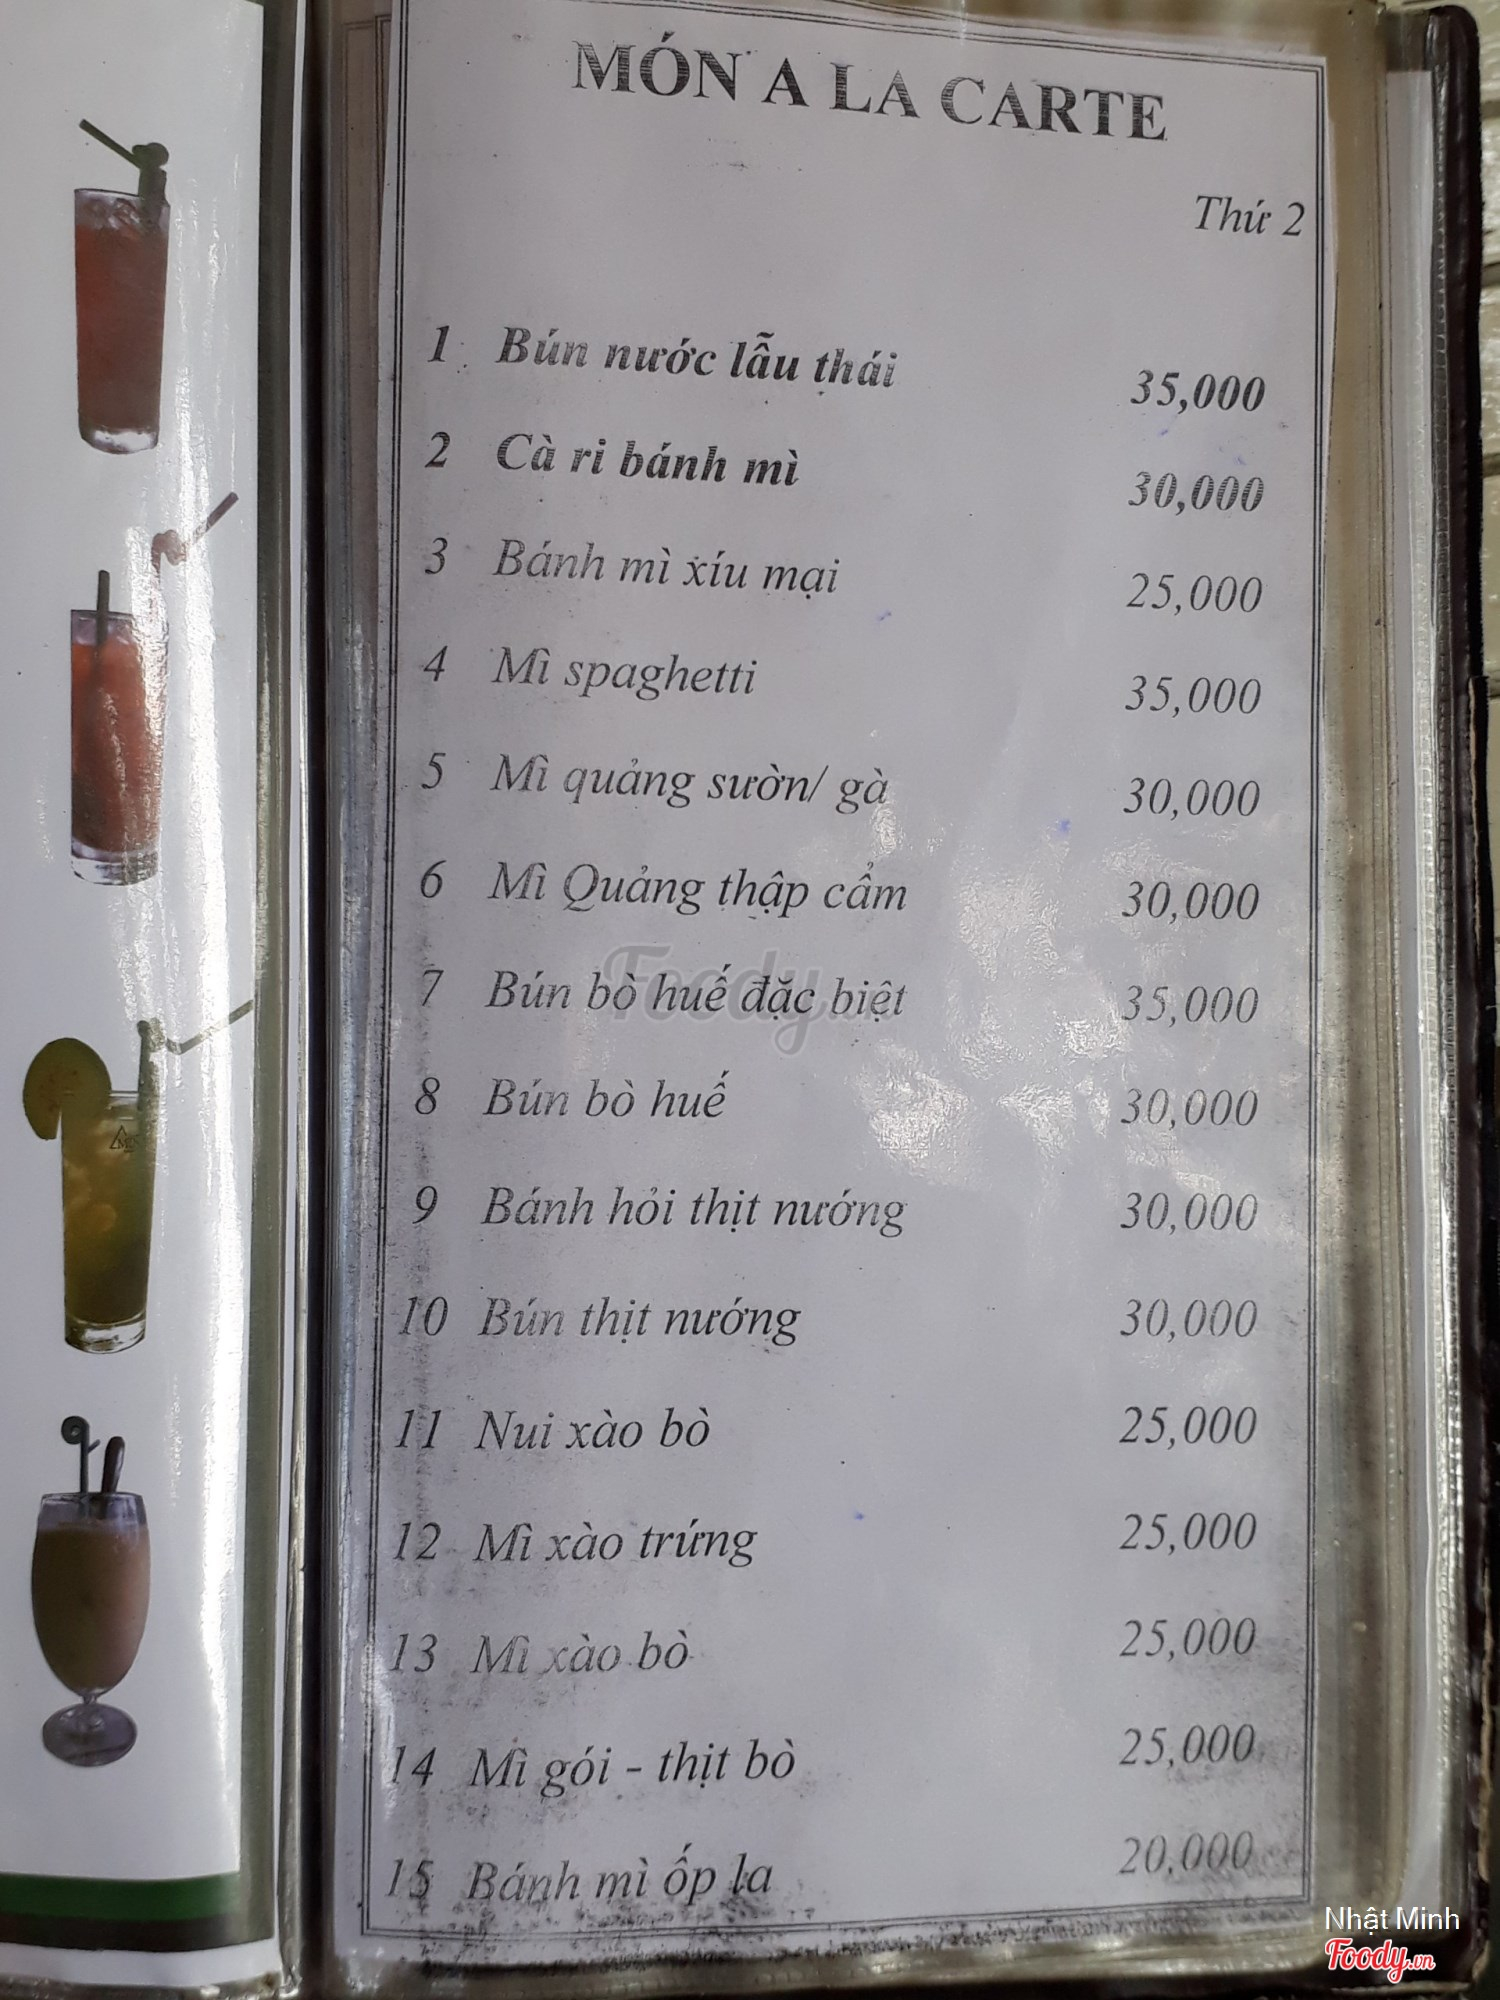 MÓN A LA CARTE
Thứ 2
1 Bún nước lẫu thái 35,000
2 Cà ri bánh mì 30,000
3 Bánh mì xíu mại 25,000
4 Mì spaghetti 35,000
5 Mì quảng sườn/ gà 30,000
6 Mì Quảng thập cẩm 30,000
7 Bún bò huế đặc biệt 35,000
8 Bún bò huế 30,000
9 Bánh hỏi thịt nướng 30,000
10 Bún thịt nướng 30,000
11 Nui xào bò 25,000
12 Mì xào trứng 25,000
13 Mì xào bò 25,000
14 Mì gói - thịt bò 25,000
15 Bánh mì ốp la 20,000
Foody.vn
Nhật Minh
Foody.vn